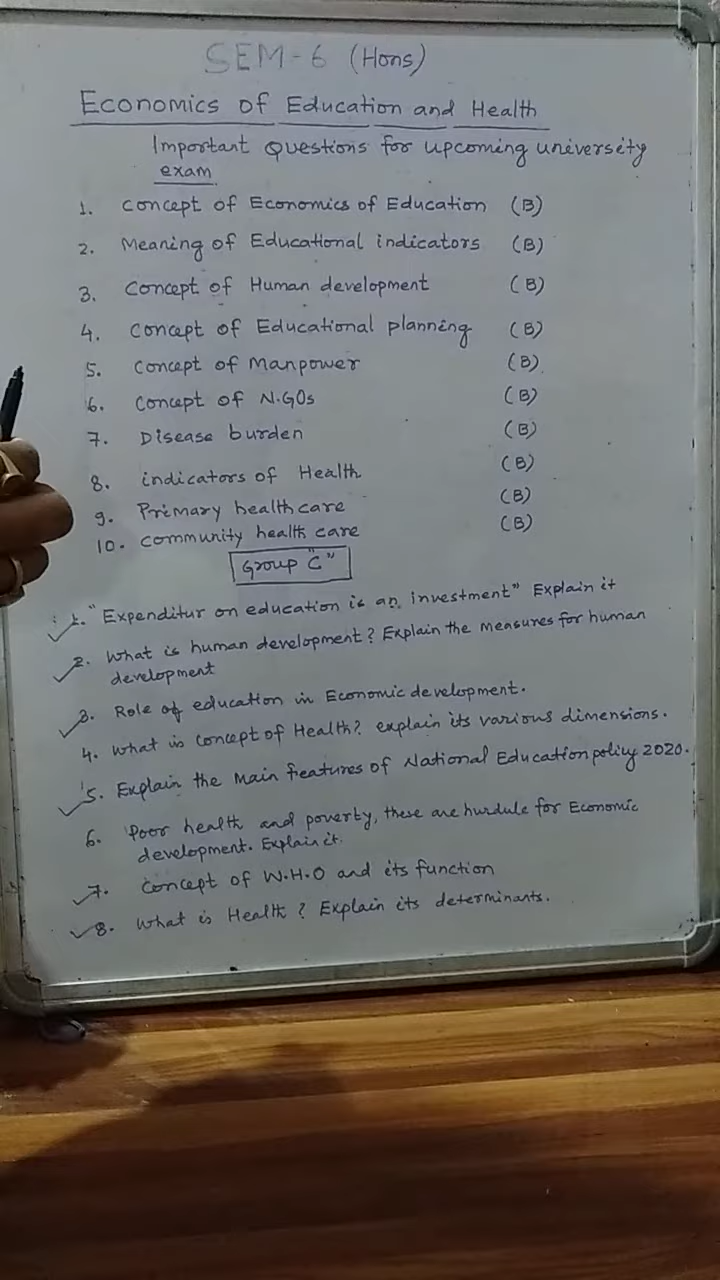 SEM-6 (Hons)
Economics of Education and Health
Important Questions for upcoming university
exam
1. Concept of Economics of Education (B)
2. Meaning of Educational indicators (B)
3. Concept of Human development (B)
4. Concept of Educational planning (B)
5. Concept of Manpower (B)
6. Concept of N.GOs (B)
7. Disease burden (B)
8. indicators of Health (B)
9. Primary healthcare (B)
10. community health care (B)
Group "C"
1. "Expenditur on education is an investment" Explain it
2. What is human development? Explain the measures for human
development
3. Role of education in Economic development.
4. What is concept of Health? explain its various dimensions.
5. Explain the Main features of National Education policy 2020.
6. Poor health and poverty, these are hurdule for Economic
development. Explain it.
7. Concept of W.H.O and its function
8. What is Health? Explain its determinants.